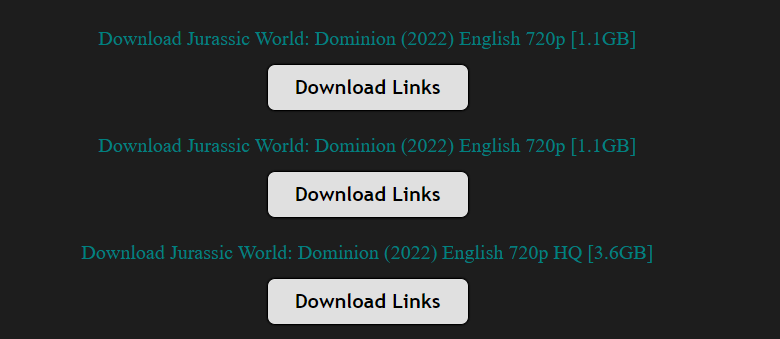 Download Jurassic World: Dominion (2022) English 720p [1.1GB]
Download Links
Download Jurassic World: Dominion (2022) English 720p [1.1GB]
Download Links
Download Jurassic World: Dominion (2022) English 720p HQ [3.6GB]
Download Links